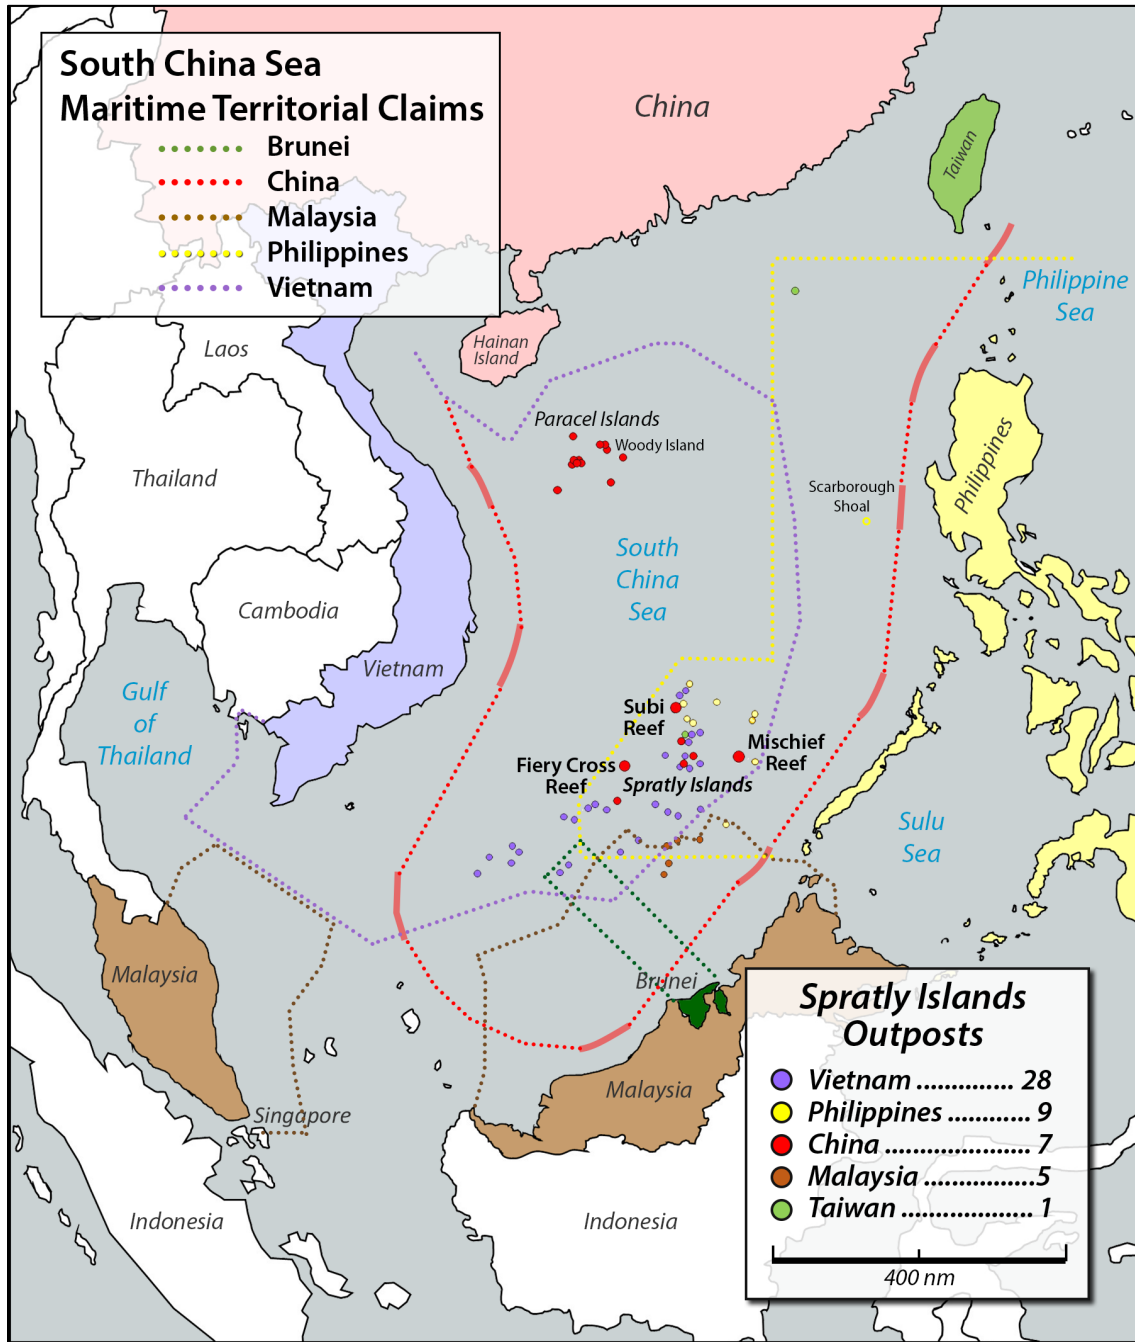 South China Sea
Maritime Territorial Claims
Brunei
China
Malaysia
Philippines
Vietnam
China
Taiwan
Philippine
Sea
Hainan
Island
Laos
Paracel Islands
Woody Island
Thailand
Scarborough
Shoal
Philippines
South
China
Sea
Cambodia
Vietnam
Gulf
of
Thailand
Subi
Reef
Mischief
Reef
Fiery Cross
Reef
Spratly Islands
Sulu
Sea
Malaysia
Brunei
Malaysia
Singapore
Indonesia
Indonesia
Spratly Islands
Outposts
Vietnam .............. 28
Philippines ............ 9
China ...................... 7
Malaysia .................5
Taiwan ................... 1
400 nm